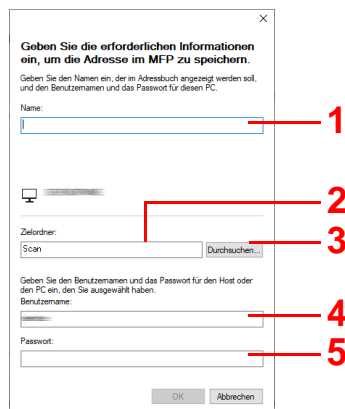 Geben Sie die erforderlichen Informationen
ein, um die Adresse im MFP zu speichern.
Geben Sie den Namen ein, der im Adressbuch angezeigt werden soll,
und den Benutzernamen und das Passwort für diesen PC.
Name:
1
2
Zielordner:
Scan
Durchsuchen...
3
Geben Sie den Benutzernamen und das Passwort für den Host oder
den PC ein, den Sie ausgewählt haben.
Benutzername:
4
Passwort:
5
OK
Abbrechen